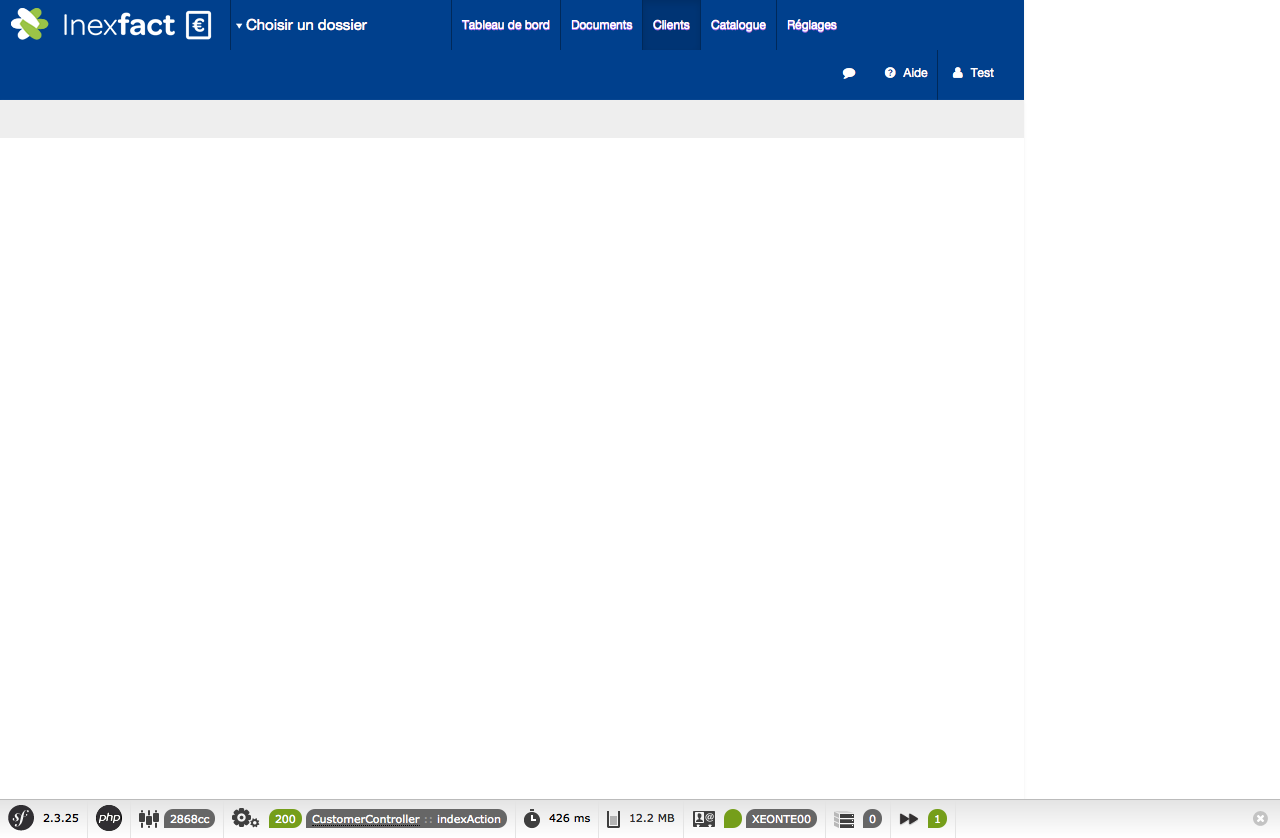 Inexfact €
Choisir un dossier
Tableau de bord
Documents
Clients
Catalogue
Réglages
Aide
Test
sf 2.3.25
php
2868cc
200 CustomerController :: indexAction
426 ms
12.2 MB
XEONTE00
0
1